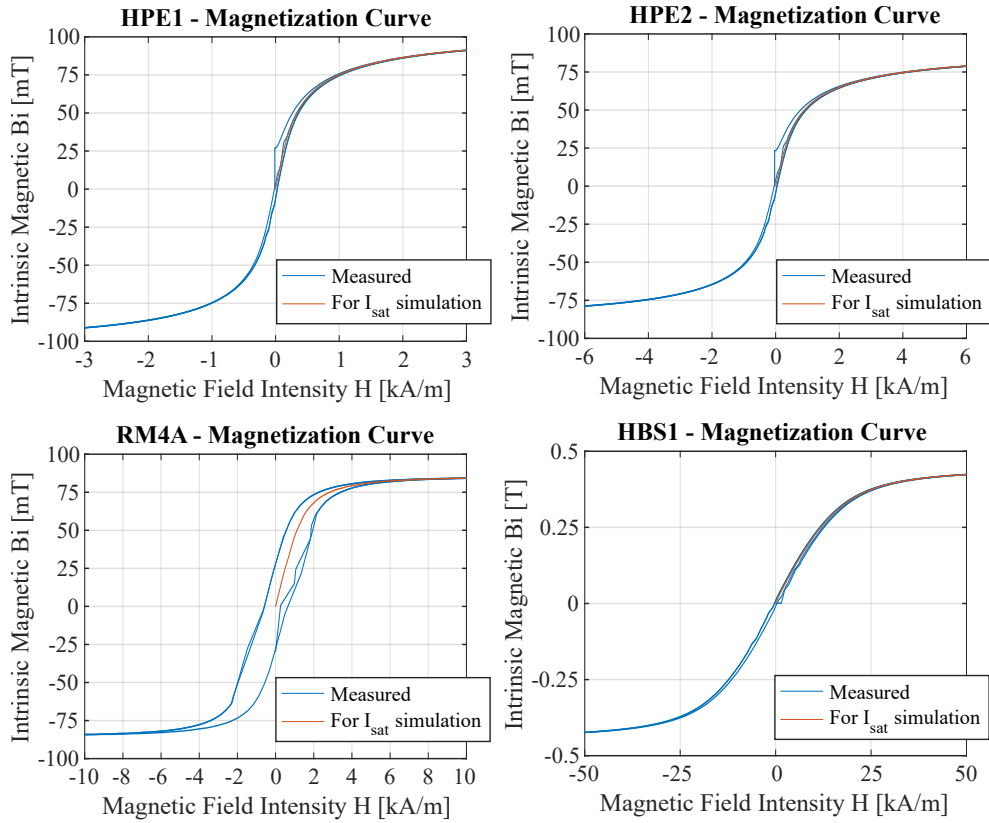 HPE1 - Magnetization Curve
Intrinsic Magnetic Bi [mT]
100
75
50
25
0
-25
-50
-75
-100
Measured
For I_sat simulation
-3 -2 -1 0 1 2 3
Magnetic Field Intensity H [kA/m]
HPE2 - Magnetization Curve
Intrinsic Magnetic Bi [mT]
100
75
50
25
0
-25
-50
-75
-100
Measured
For I_sat simulation
-6 -4 -2 0 2 4 6
Magnetic Field Intensity H [kA/m]
RM4A - Magnetization Curve
Intrinsic Magnetic Bi [mT]
100
75
50
25
0
-25
-50
-75
-100
Measured
For I_sat simulation
-10 -8 -6 -4 -2 0 2 4 6 8 10
Magnetic Field Intensity H [kA/m]
HBS1 - Magnetization Curve
Intrinsic Magnetic Bi [T]
0.5
0.25
0
-0.25
-0.5
Measured
For I_sat simulation
-50 -25 0 25 50
Magnetic Field Intensity H [kA/m]